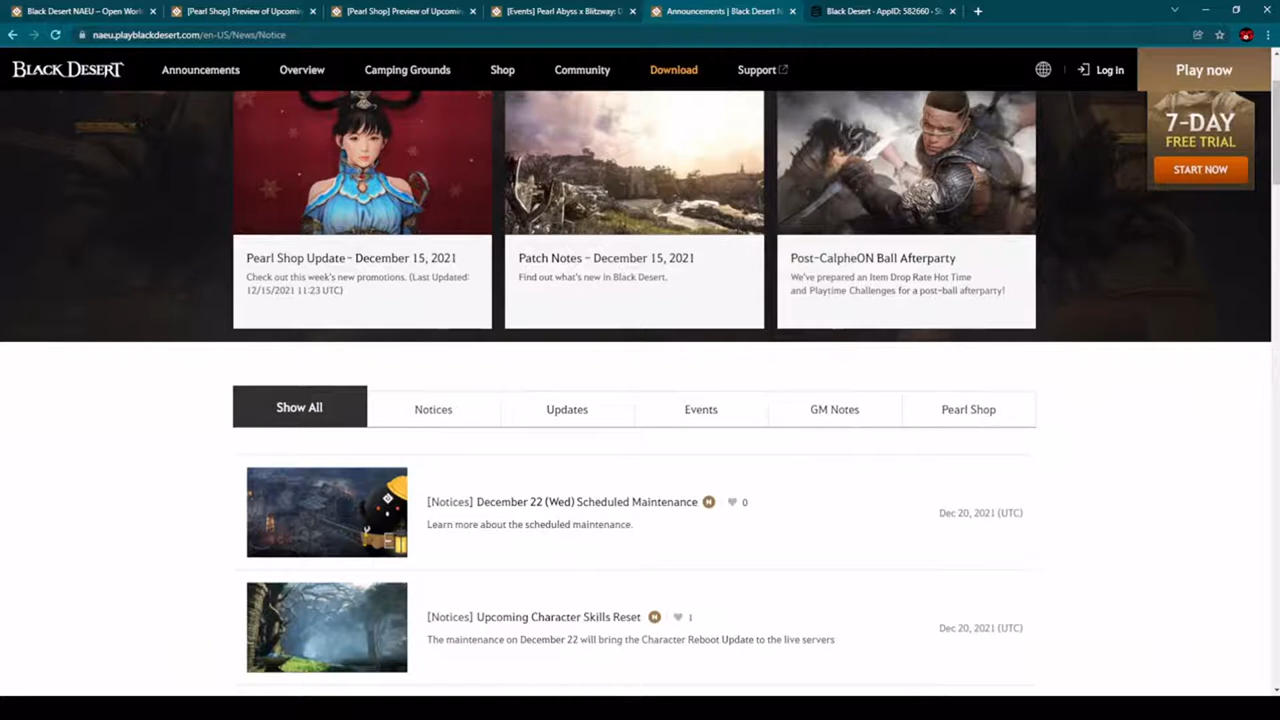 Black Desert NAEU – Open Worl
[Pearl Shop] Preview of Upcomin
[Pearl Shop] Preview of Upcomin
[Events] Pearl Abyss x Blitzway: D
Announcements | Black Desert N
Black Desert - AppID: 582660 - St
naeu.playblackdesert.com/en-US/News/Notice
BLACK DESERT
Announcements
Overview
Camping Grounds
Shop
Community
Download
Support
Log in
Play now
7-DAY
FREE TRIAL
START NOW
Pearl Shop Update - December 15, 2021
Check out this week's new promotions. (Last Updated:
12/15/2021 11:23 UTC)
Patch Notes - December 15, 2021
Find out what's new in Black Desert.
Post-CalpheON Ball Afterparty
We've prepared an Item Drop Rate Hot Time
and Playtime Challenges for a post-ball afterparty!
Show All
Notices
Updates
Events
GM Notes
Pearl Shop
[Notices] December 22 (Wed) Scheduled Maintenance N 0
Learn more about the scheduled maintenance.
Dec 20, 2021 (UTC)
[Notices] Upcoming Character Skills Reset N 1
The maintenance on December 22 will bring the Character Reboot Update to the live servers
Dec 20, 2021 (UTC)